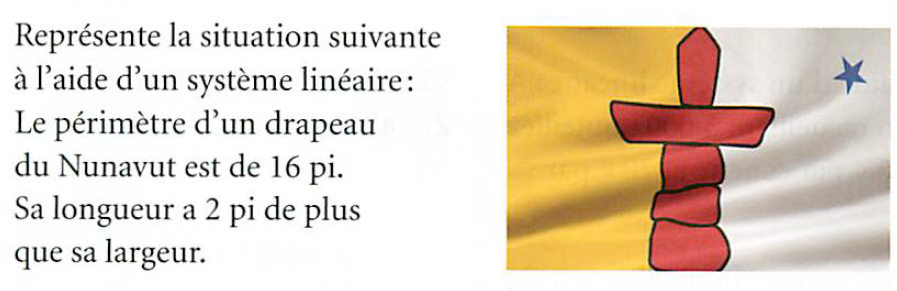 Représente la situation suivante
à l'aide d'un système linéaire :
Le périmètre d'un drapeau
du Nunavut est de 16 pi.
Sa longueur a 2 pi de plus
que sa largeur.